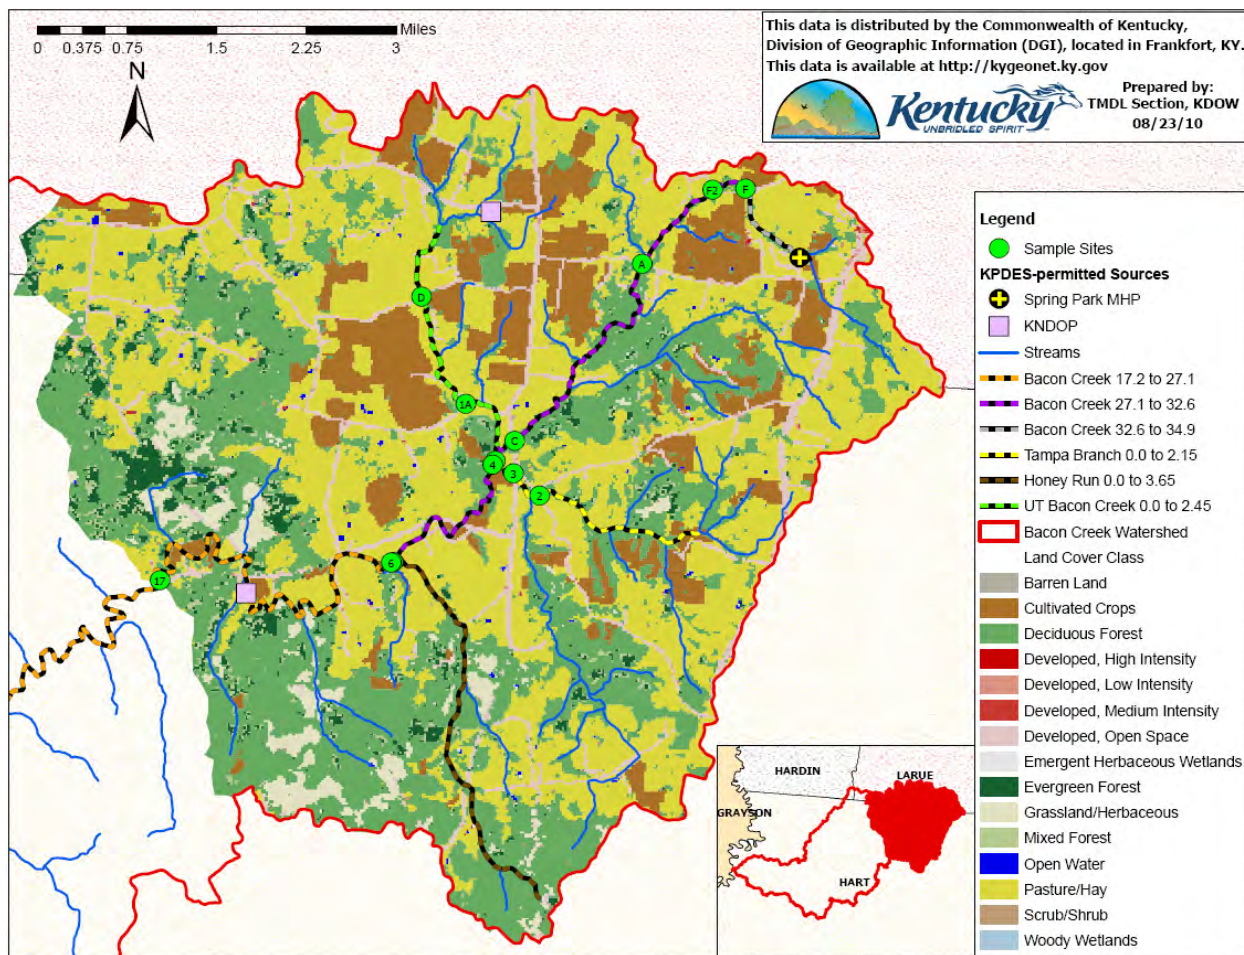 Miles
0 0.375 0.75 1.5 2.25 3
N
This data is distributed by the Commonwealth of Kentucky,
Division of Geographic Information (DGI), located in Frankfort, KY.
This data is available at http://kygeonet.ky.gov
Kentucky
UNBRIDLED SPIRIT
Prepared by:
TMDL Section, KDOW
08/23/10
F2
F
A
D
1A
C
4
3
2
6
17
Legend
Sample Sites
KPDES-permitted Sources
Spring Park MHP
KNDOP
Streams
Bacon Creek 17.2 to 27.1
Bacon Creek 27.1 to 32.6
Bacon Creek 32.6 to 34.9
Tampa Branch 0.0 to 2.15
Honey Run 0.0 to 3.65
UT Bacon Creek 0.0 to 2.45
Bacon Creek Watershed
Land Cover Class
Barren Land
Cultivated Crops
Deciduous Forest
Developed, High Intensity
Developed, Low Intensity
Developed, Medium Intensity
Developed, Open Space
Emergent Herbaceous Wetlands
Evergreen Forest
Grassland/Herbaceous
Mixed Forest
Open Water
Pasture/Hay
Scrub/Shrub
Woody Wetlands
HARDIN
LARUE
GRAYSON
HART